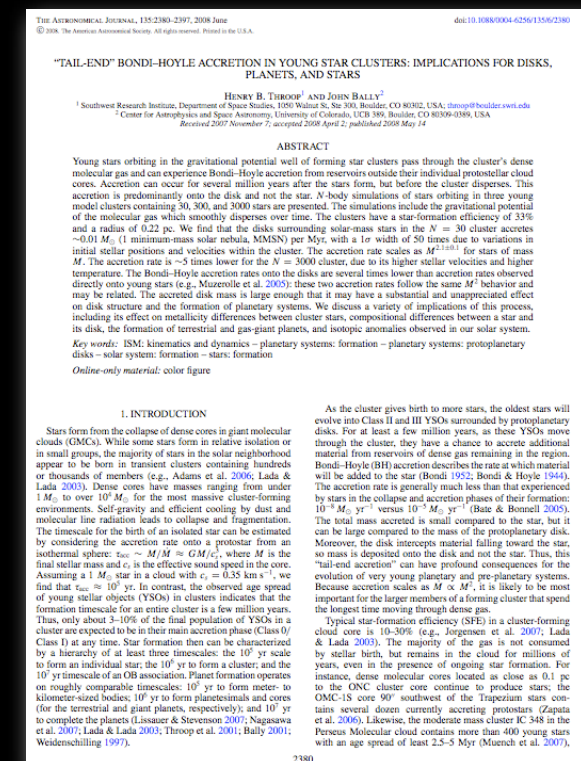 THE ASTRONOMICAL JOURNAL, 135:2380–2397, 2008 June
doi:10.1088/0004-6256/135/6/2380
© 2008. The American Astronomical Society. All rights reserved. Printed in the U.S.A.
“TAIL-END” BONDI–HOYLE ACCRETION IN YOUNG STAR CLUSTERS: IMPLICATIONS FOR DISKS,
PLANETS, AND STARS
HENRY B. THROOP¹ AND JOHN BALLY²
¹ Southwest Research Institute, Department of Space Studies, 1050 Walnut St, Ste 300, Boulder, CO 80302, USA; throop@boulder.swri.edu
² Center for Astrophysics and Space Astronomy, University of Colorado, UCB 389, Boulder, CO 80309-0389, USA
Received 2007 November 7; accepted 2008 April 2; published 2008 May 14
ABSTRACT
Young stars orbiting in the gravitational potential well of forming star clusters pass through the cluster's dense
molecular gas and can experience Bondi–Hoyle accretion from reservoirs outside their individual protostellar cloud
cores. Accretion can occur for several million years after the stars form, but before the cluster disperses. This
accretion is predominantly onto the disk and not the star. N-body simulations of stars orbiting in three young
model clusters containing 30, 300, and 3000 stars are presented. The simulations include the gravitational potential
of the molecular gas which smoothly disperses over time. The clusters have a star-formation efficiency of 33%
and a radius of 0.22 pc. We find that the disks surrounding solar-mass stars in the N = 30 cluster accretes
~0.01 M⊙ (1 minimum-mass solar nebula, MMSN) per Myr, with a 1σ width of 50 times due to variations in
initial stellar positions and velocities within the cluster. The accretion rate scales as M^2.1±0.1 for stars of mass
M. The accretion rate is ~5 times lower for the N = 3000 cluster, due to its higher stellar velocities and higher
temperature. The Bondi–Hoyle accretion rates onto the disks are several times lower than accretion rates observed
directly onto young stars (e.g., Muzerolle et al. 2005): these two accretion rates follow the same M² behavior and
may be related. The accreted disk mass is large enough that it may have a substantial and unappreciated effect
on disk structure and the formation of planetary systems. We discuss a variety of implications of this process,
including its effect on metallicity differences between cluster stars, compositional differences between a star and
its disk, the formation of terrestrial and gas-giant planets, and isotopic anomalies observed in our solar system.
Key words: ISM: kinematics and dynamics – planetary systems: formation – planetary systems: protoplanetary
disks – solar system: formation – stars: formation
Online-only material: color figure
1. INTRODUCTION
Stars form from the collapse of dense cores in giant molecular
clouds (GMCs). While some stars form in relative isolation or
in small groups, the majority of stars in the solar neighborhood
appear to be born in transient clusters containing hundreds
or thousands of members (e.g., Adams et al. 2006; Lada &
Lada 2003). Dense cores have masses ranging from under
1 M⊙ to over 10⁴ M⊙ for the most massive cluster-forming
environments. Self-gravity and efficient cooling by dust and
molecular line radiation leads to collapse and fragmentation.
The timescale for the birth of an isolated star can be estimated
by considering the accretion rate onto a protostar from an
isothermal sphere: τacc ~ M/Ṁ ≈ GM/cs³, where M is the
final stellar mass and cs is the effective sound speed in the core.
Assuming a 1 M⊙ star in a cloud with cs = 0.35 km s⁻¹, we
find that τacc ≈ 10⁵ yr. In contrast, the observed age spread
of young stellar objects (YSOs) in clusters indicates that the
formation timescale for an entire cluster is a few million years.
Thus, only about 3–10% of the final population of YSOs in a
cluster are expected to be in their main accretion phase (Class 0/
Class I) at any time. Star formation then can be characterized
by a hierarchy of at least three timescales: the 10⁵ yr scale
to form an individual star; the 10⁶ yr to form a cluster; and the
10⁷ yr timescale of an OB association. Planet formation operates
on roughly comparable timescales: 10⁵ yr to form meter- to
kilometer-sized bodies; 10⁶ yr to form planetesimals and cores
(for the terrestrial and giant planets, respectively); and 10⁷ yr
to complete the planets (Lissauer & Stevenson 2007; Nagasawa
et al. 2007; Lada & Lada 2003; Throop et al. 2001; Bally 2001;
Weidenschilling 1997).
As the cluster gives birth to more stars, the oldest stars will
evolve into Class II and III YSOs surrounded by protoplanetary
disks. For at least a few million years, as these YSOs move
through the cluster, they have a chance to accrete additional
material from reservoirs of dense gas remaining in the region.
Bondi–Hoyle (BH) accretion describes the rate at which material
will be added to the star (Bondi 1952; Bondi & Hoyle 1944).
The accretion rate is generally much less than that experienced
by stars in the collapse and accretion phases of their formation:
10⁻⁸ M⊙ yr⁻¹ versus 10⁻⁵ M⊙ yr⁻¹ (Bate & Bonnell 2005).
The total mass accreted is small compared to the star, but it
can be large compared to the mass of the protoplanetary disk.
Moreover, the disk intercepts material falling inward to the star,
so mass is deposited onto the disk and not the star. Thus, this
“tail-end accretion” can have profound consequences for the
evolution of very young planetary and pre-planetary systems.
Because accretion scales as Ṁ ∝ M², it is likely to be most
important for the larger members of a forming cluster that spend
the longest time moving through dense gas.
Typical star-formation efficiency (SFE) in a cluster-forming
cloud core is 10–30% (e.g., Jorgensen et al. 2007; Lada
& Lada 2003). The majority of the gas is not consumed
by stellar birth, but remains in the cloud for millions of
years, even in the presence of ongoing star formation. For
instance, dense molecular cores located as close as 0.1 pc
to the ONC cluster core continue to produce stars; the
OMC-1S core 90″ southwest of the Trapezium stars con-
tains several dozen currently accreting protostars (Zapata
et al. 2006). Likewise, the moderate mass cluster IC 348 in the
Perseus Molecular cloud contains more than 400 young stars
with an age spread of least 2.5–5 Myr (Muench et al. 2007),
2380